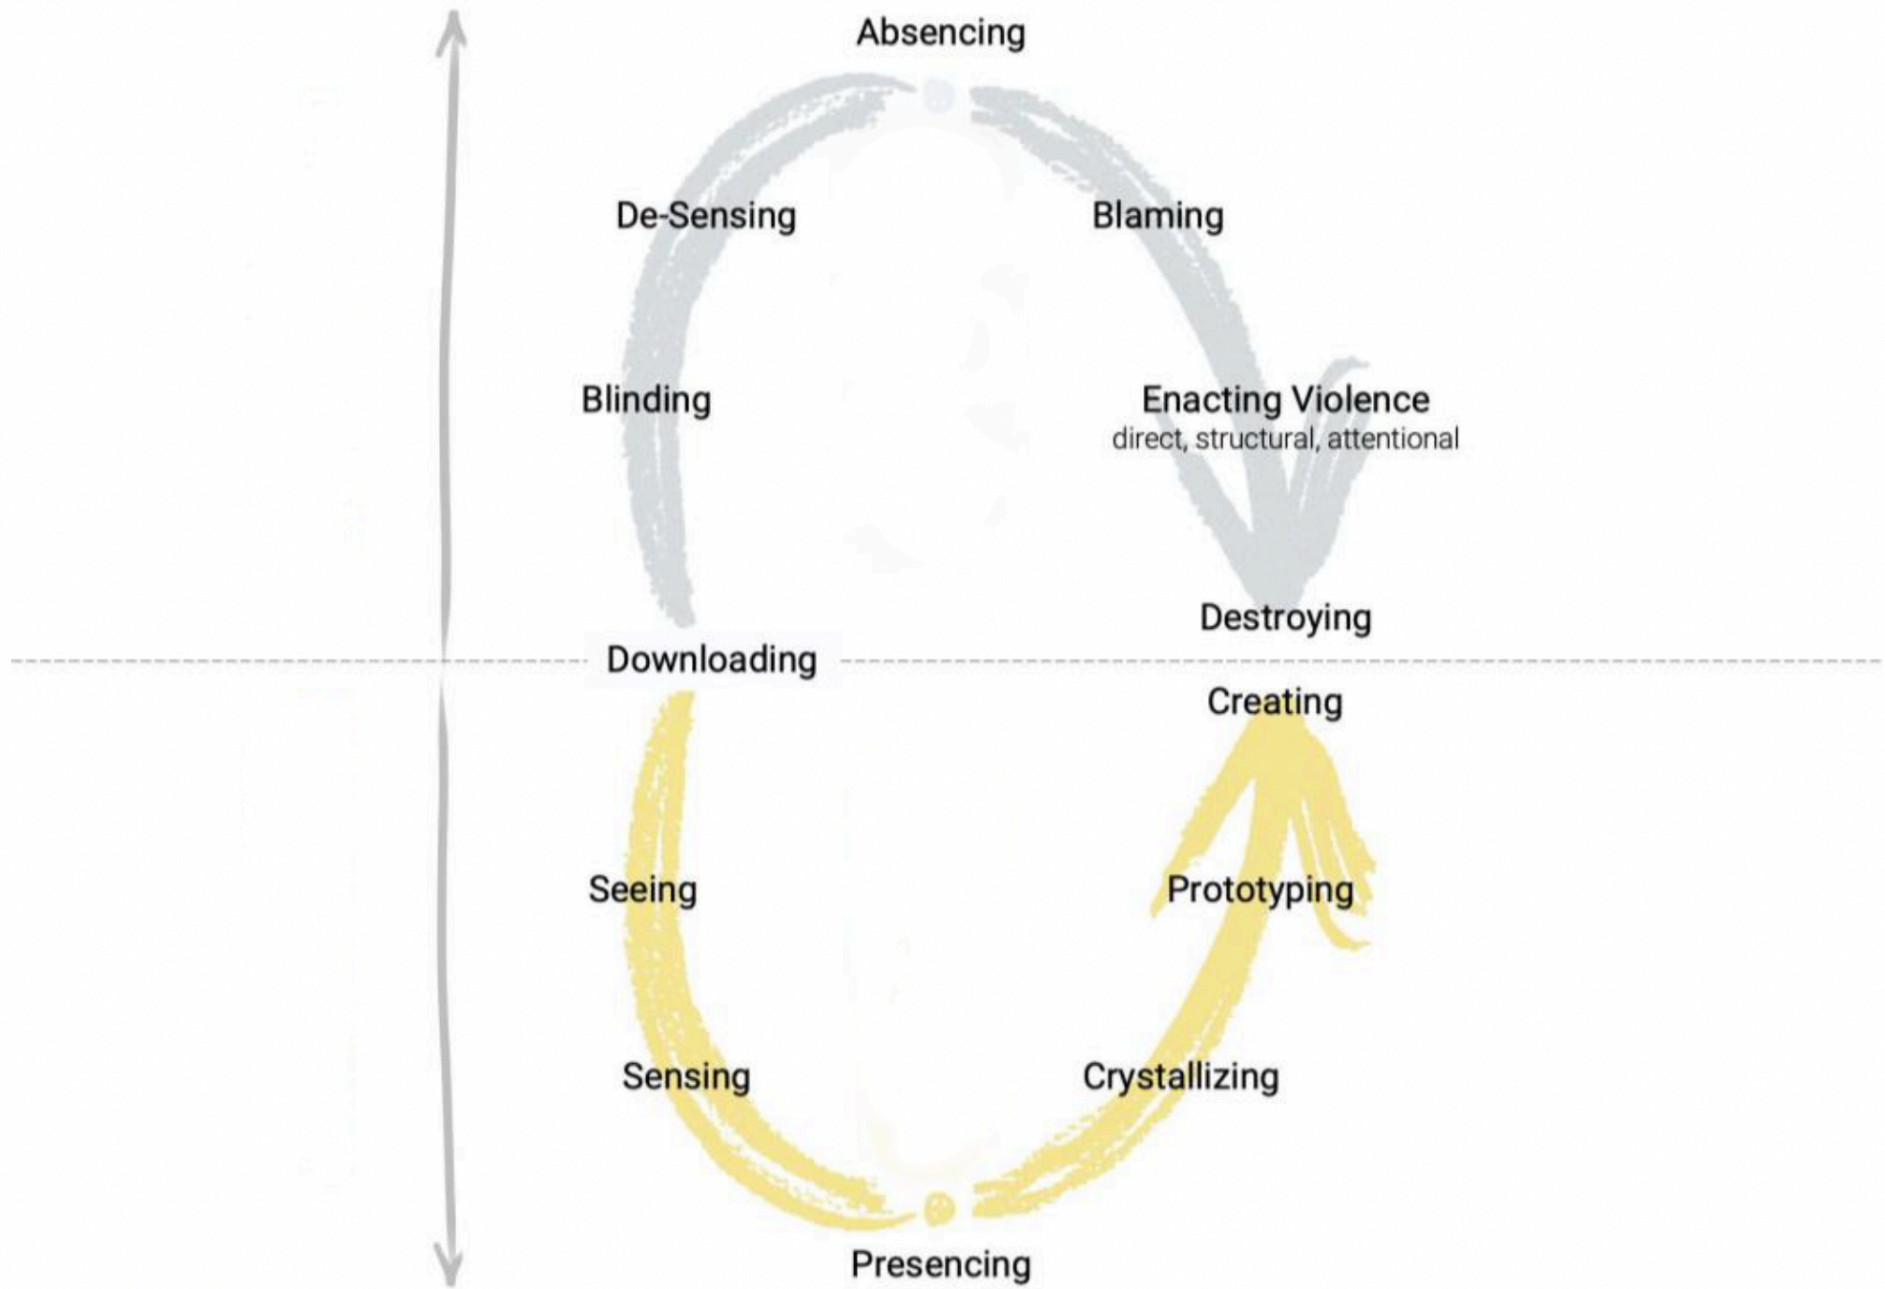 Absencing
De-Sensing
Blaming
Blinding
Enacting Violence
direct, structural, attentional
Destroying
Downloading
Creating
Seeing
Prototyping
Sensing
Crystallizing
Presencing